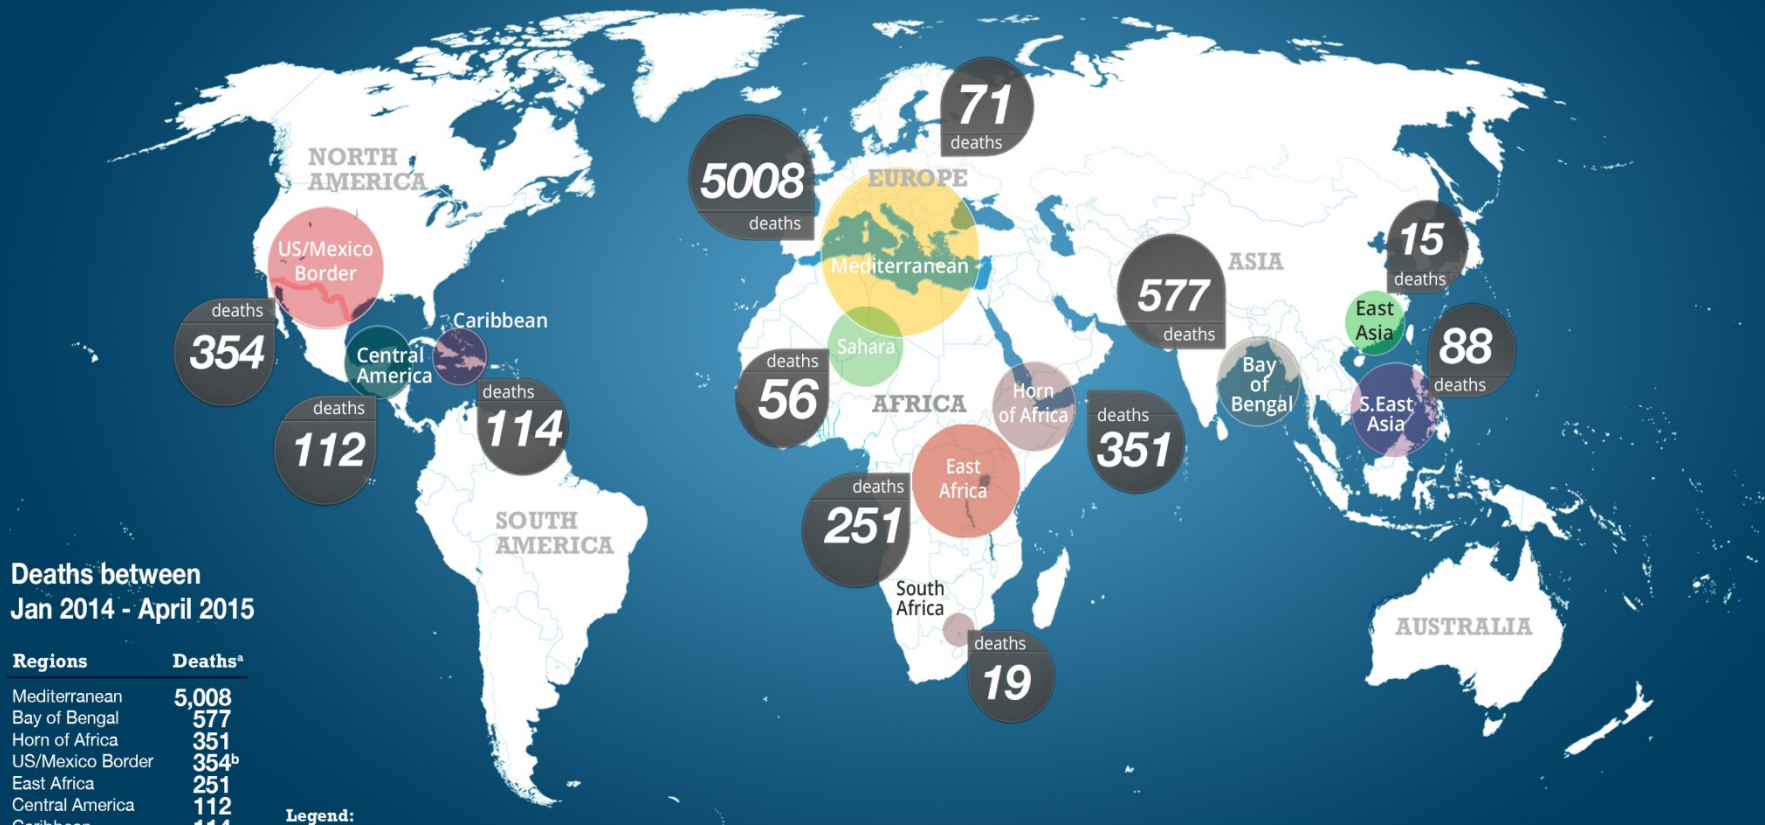 71
deaths
5008
deaths
EUROPE
NORTH
AMERICA
15
deaths
US/Mexico
Border
Mediterranean
ASIA
577
deaths
deaths
354
Caribbean
Central
America
East
Asia
88
deaths
Sahara
deaths
56
Bay
of
Bengal
deaths
112
deaths
114
AFRICA
Horn
of Africa
deaths
351
S.East
Asia
East
Africa
deaths
251
SOUTH
AMERICA
South
Africa
deaths
19
AUSTRALIA
Deaths between
Jan 2014 - April 2015
Regions Deathsᵃ
Mediterranean 5,008
Bay of Bengal 577
Horn of Africa 351
US/Mexico Border 354ᵇ
East Africa 251
Central America 112
Caribbean 114
Legend: